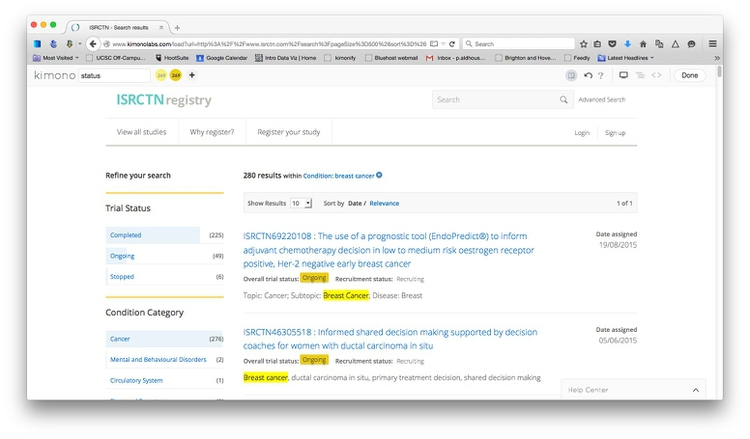 ISRCTN - Search results
www.kimonolabs.com/load?url=http%3A%2F%2Fwww.isrctn.com%2Fsearch%3FpageSize%3D500%26sort%3D%26
Search
Most Visited
UCSC Off-Campu...
HootSuite
Google Calendar
Intro Data Viz | Home
kimonify
Bluehost webmail
Inbox - p.aldhous...
Brighton and Hove...
Feedly
Latest Headlines
kimono status 269 269 + ? Done
ISRCTN registry
Search
Advanced Search
View all studies Why register? Register your study
Login Sign up
Refine your search
280 results within Condition: breast cancer
Show Results 10 Sort by Date / Relevance 1 of 1
Trial Status
Completed (225)
Ongoing (49)
Stopped (6)
Condition Category
Cancer (276)
Mental and Behavioural Disorders (2)
Circulatory System (1)
ISRCTN69220108 : The use of a prognostic tool (EndoPredict®) to inform
adjuvant chemotherapy decision in low to medium risk oestrogen receptor
positive, Her-2 negative early breast cancer
Date assigned
19/08/2015
Overall trial status: Ongoing Recruitment status: Recruiting
Topic: Cancer; Subtopic: Breast Cancer; Disease: Breast
ISRCTN46305518 : Informed shared decision making supported by decision
coaches for women with ductal carcinoma in situ
Date assigned
05/06/2015
Overall trial status: Ongoing Recruitment status: Recruiting
Breast cancer, ductal carcinoma in situ, primary treatment decision, shared decision making
Help Center